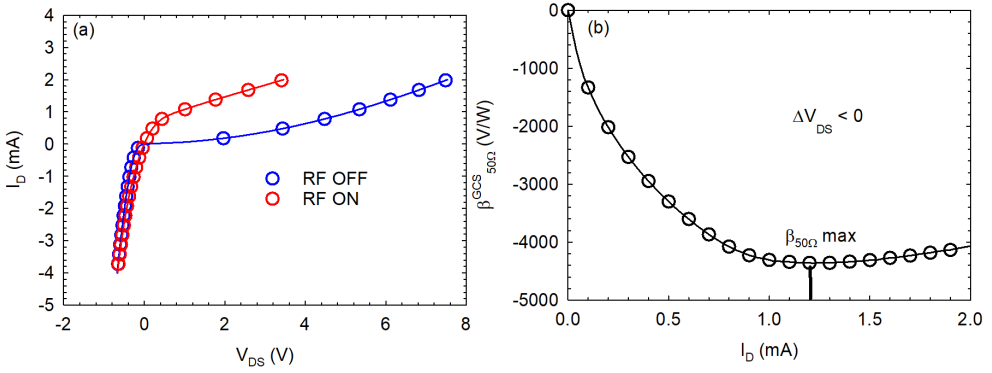 (a)
4
3
2
1
0
-1
-2
-3
-4
-5
I_D (mA)
-2 0 2 4 6 8
V_DS (V)
RF OFF
RF ON
(b)
0
-1000
-2000
-3000
-4000
-5000
β^GCS_50Ω (V/W)
ΔV_DS < 0
β_50Ω max
0.0 0.5 1.0 1.5 2.0
I_D (mA)